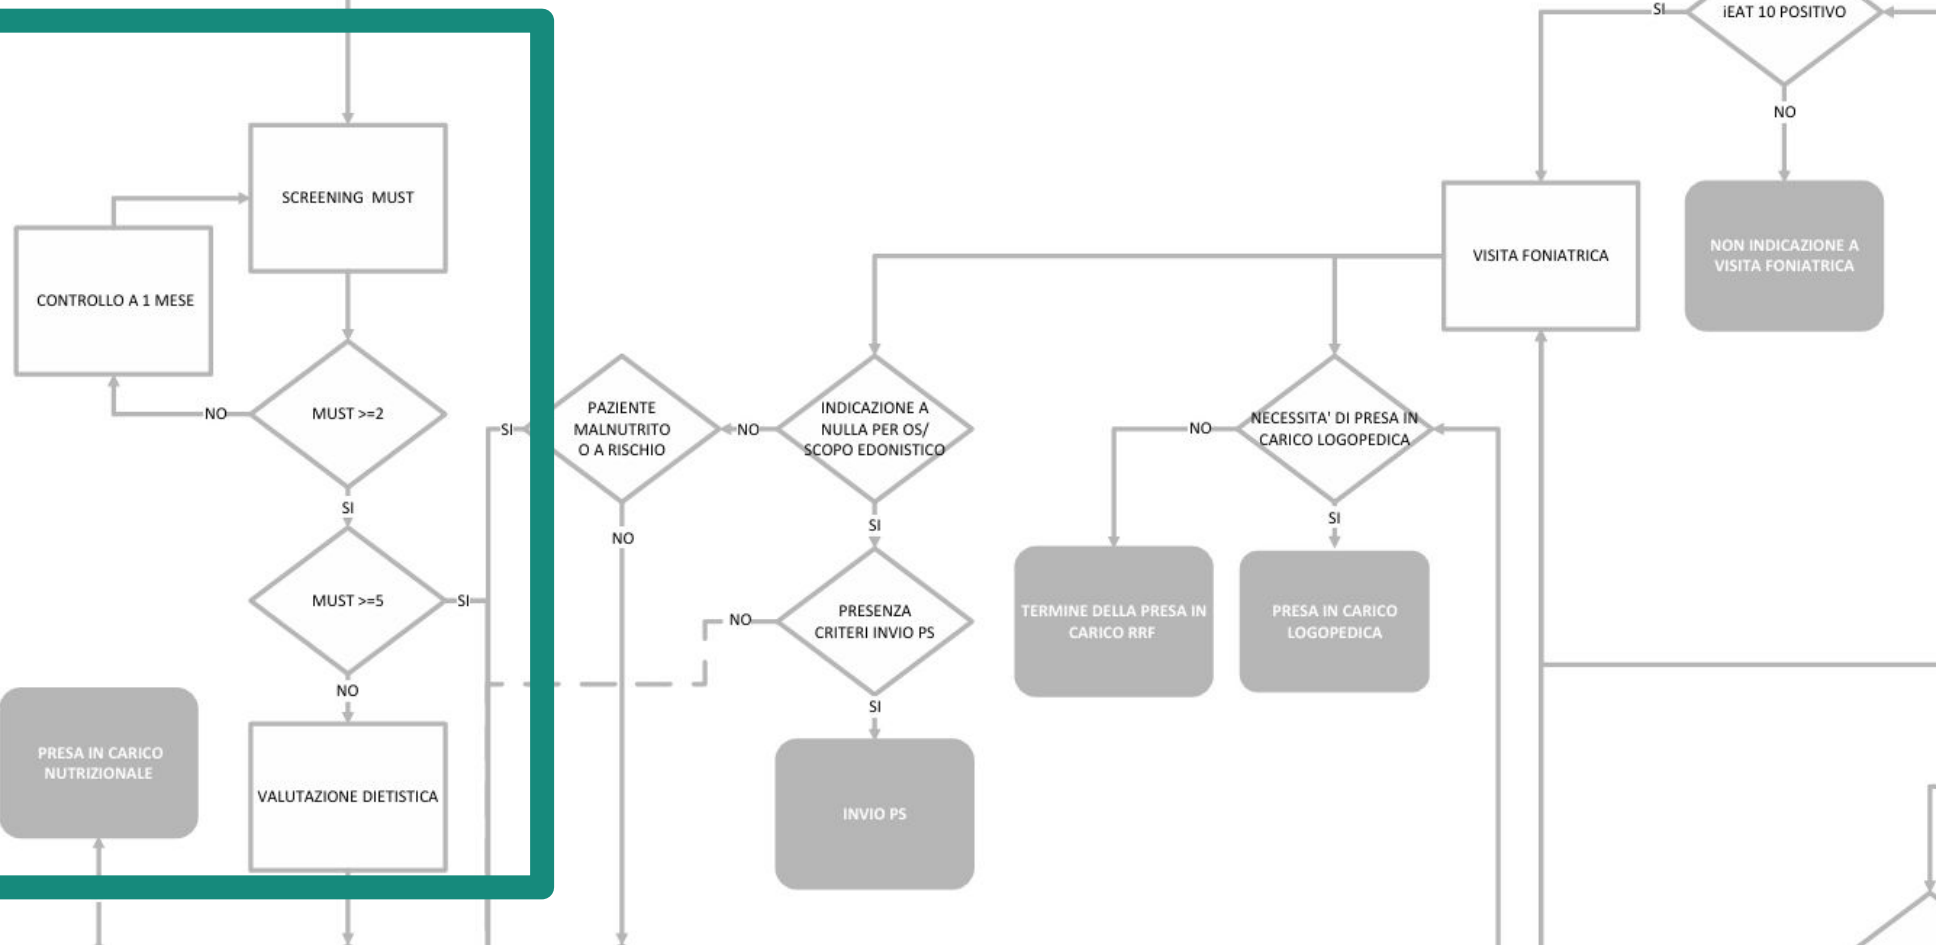 SI
iEAT 10 POSITIVO
NO
SCREENING  MUST
CONTROLLO A 1 MESE
NO
MUST >=2
SI
MUST >=5
SI
NO
PRESA IN CARICO
NUTRIZIONALE
VALUTAZIONE DIETISTICA
SI
PAZIENTE
MALNUTRITO
O A RISCHIO
NO
NO
INDICAZIONE A
NULLA PER OS/
SCOPO EDONISTICO
SI
NO
PRESENZA
CRITERI INVIO PS
SI
INVIO PS
VISITA FONIATRICA
NON INDICAZIONE A
VISITA FONIATRICA
NO
NECESSITA' DI PRESA IN
CARICO LOGOPEDICA
SI
TERMINE DELLA PRESA IN
CARICO RRF
PRESA IN CARICO
LOGOPEDICA